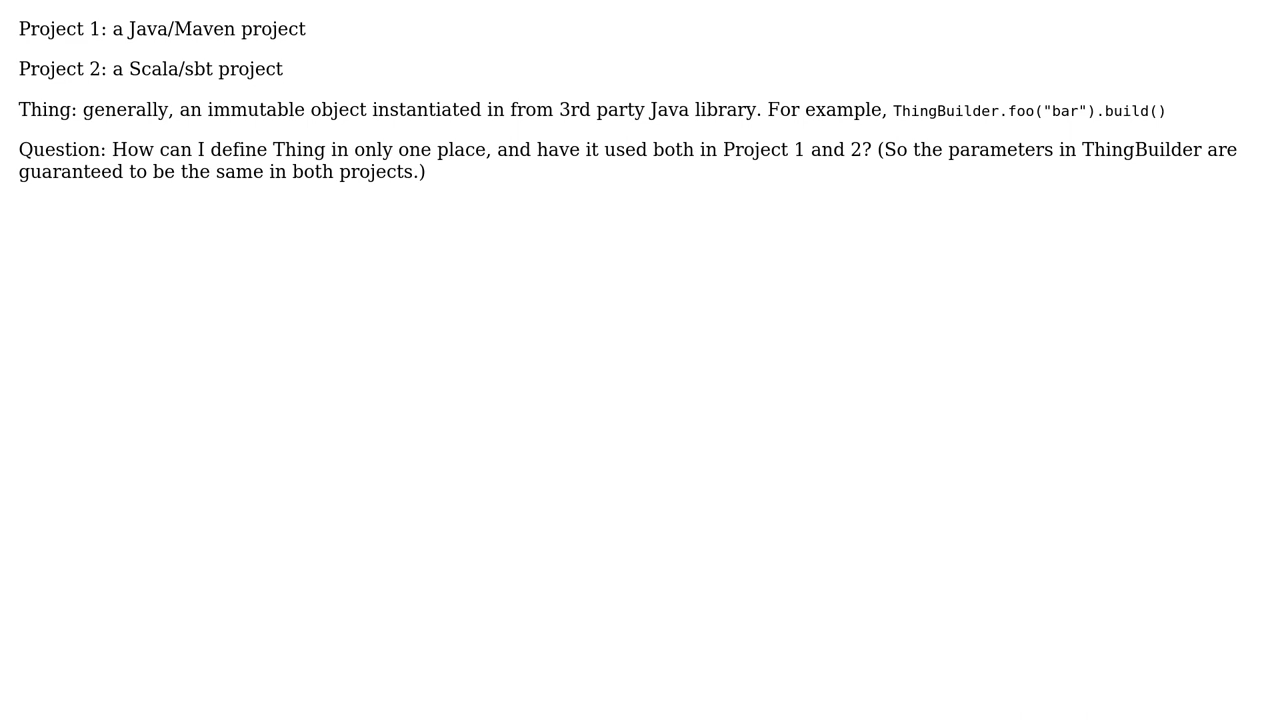 Project 1: a Java/Maven project
Project 2: a Scala/sbt project
Thing: generally, an immutable object instantiated in from 3rd party Java library. For example, ThingBuilder.foo("bar").build()
Question: How can I define Thing in only one place, and have it used both in Project 1 and 2? (So the parameters in ThingBuilder are
guaranteed to be the same in both projects.)